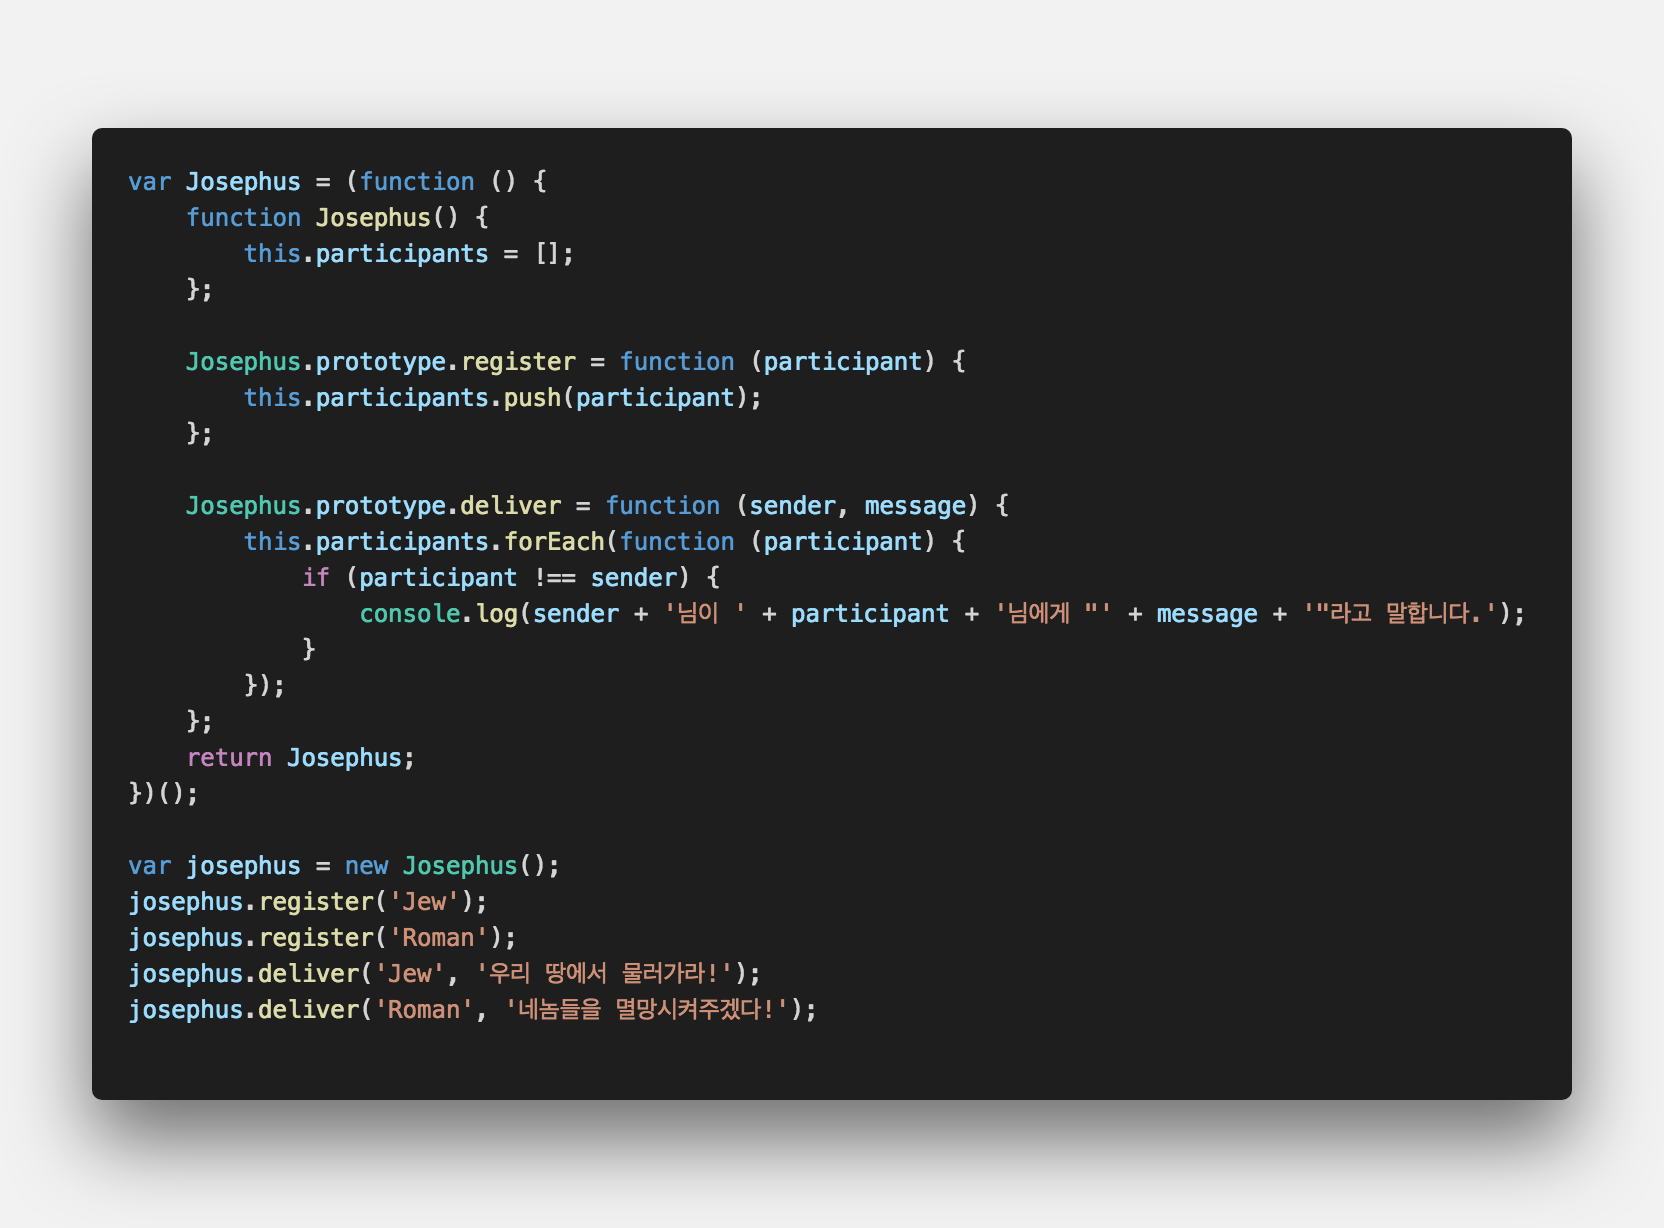 var Josephus = (function () {
    function Josephus() {
        this.participants = [];
    };

    Josephus.prototype.register = function (participant) {
        this.participants.push(participant);
    };

    Josephus.prototype.deliver = function (sender, message) {
        this.participants.forEach(function (participant) {
            if (participant !== sender) {
                console.log(sender + '님이 ' + participant + '님에게 "' + message + '"라고 말합니다.');
            }
        });
    };
    return Josephus;
})();

var josephus = new Josephus();
josephus.register('Jew');
josephus.register('Roman');
josephus.deliver('Jew', '우리 땅에서 물러가라!');
josephus.deliver('Roman', '네놈들을 멸망시켜주겠다!');